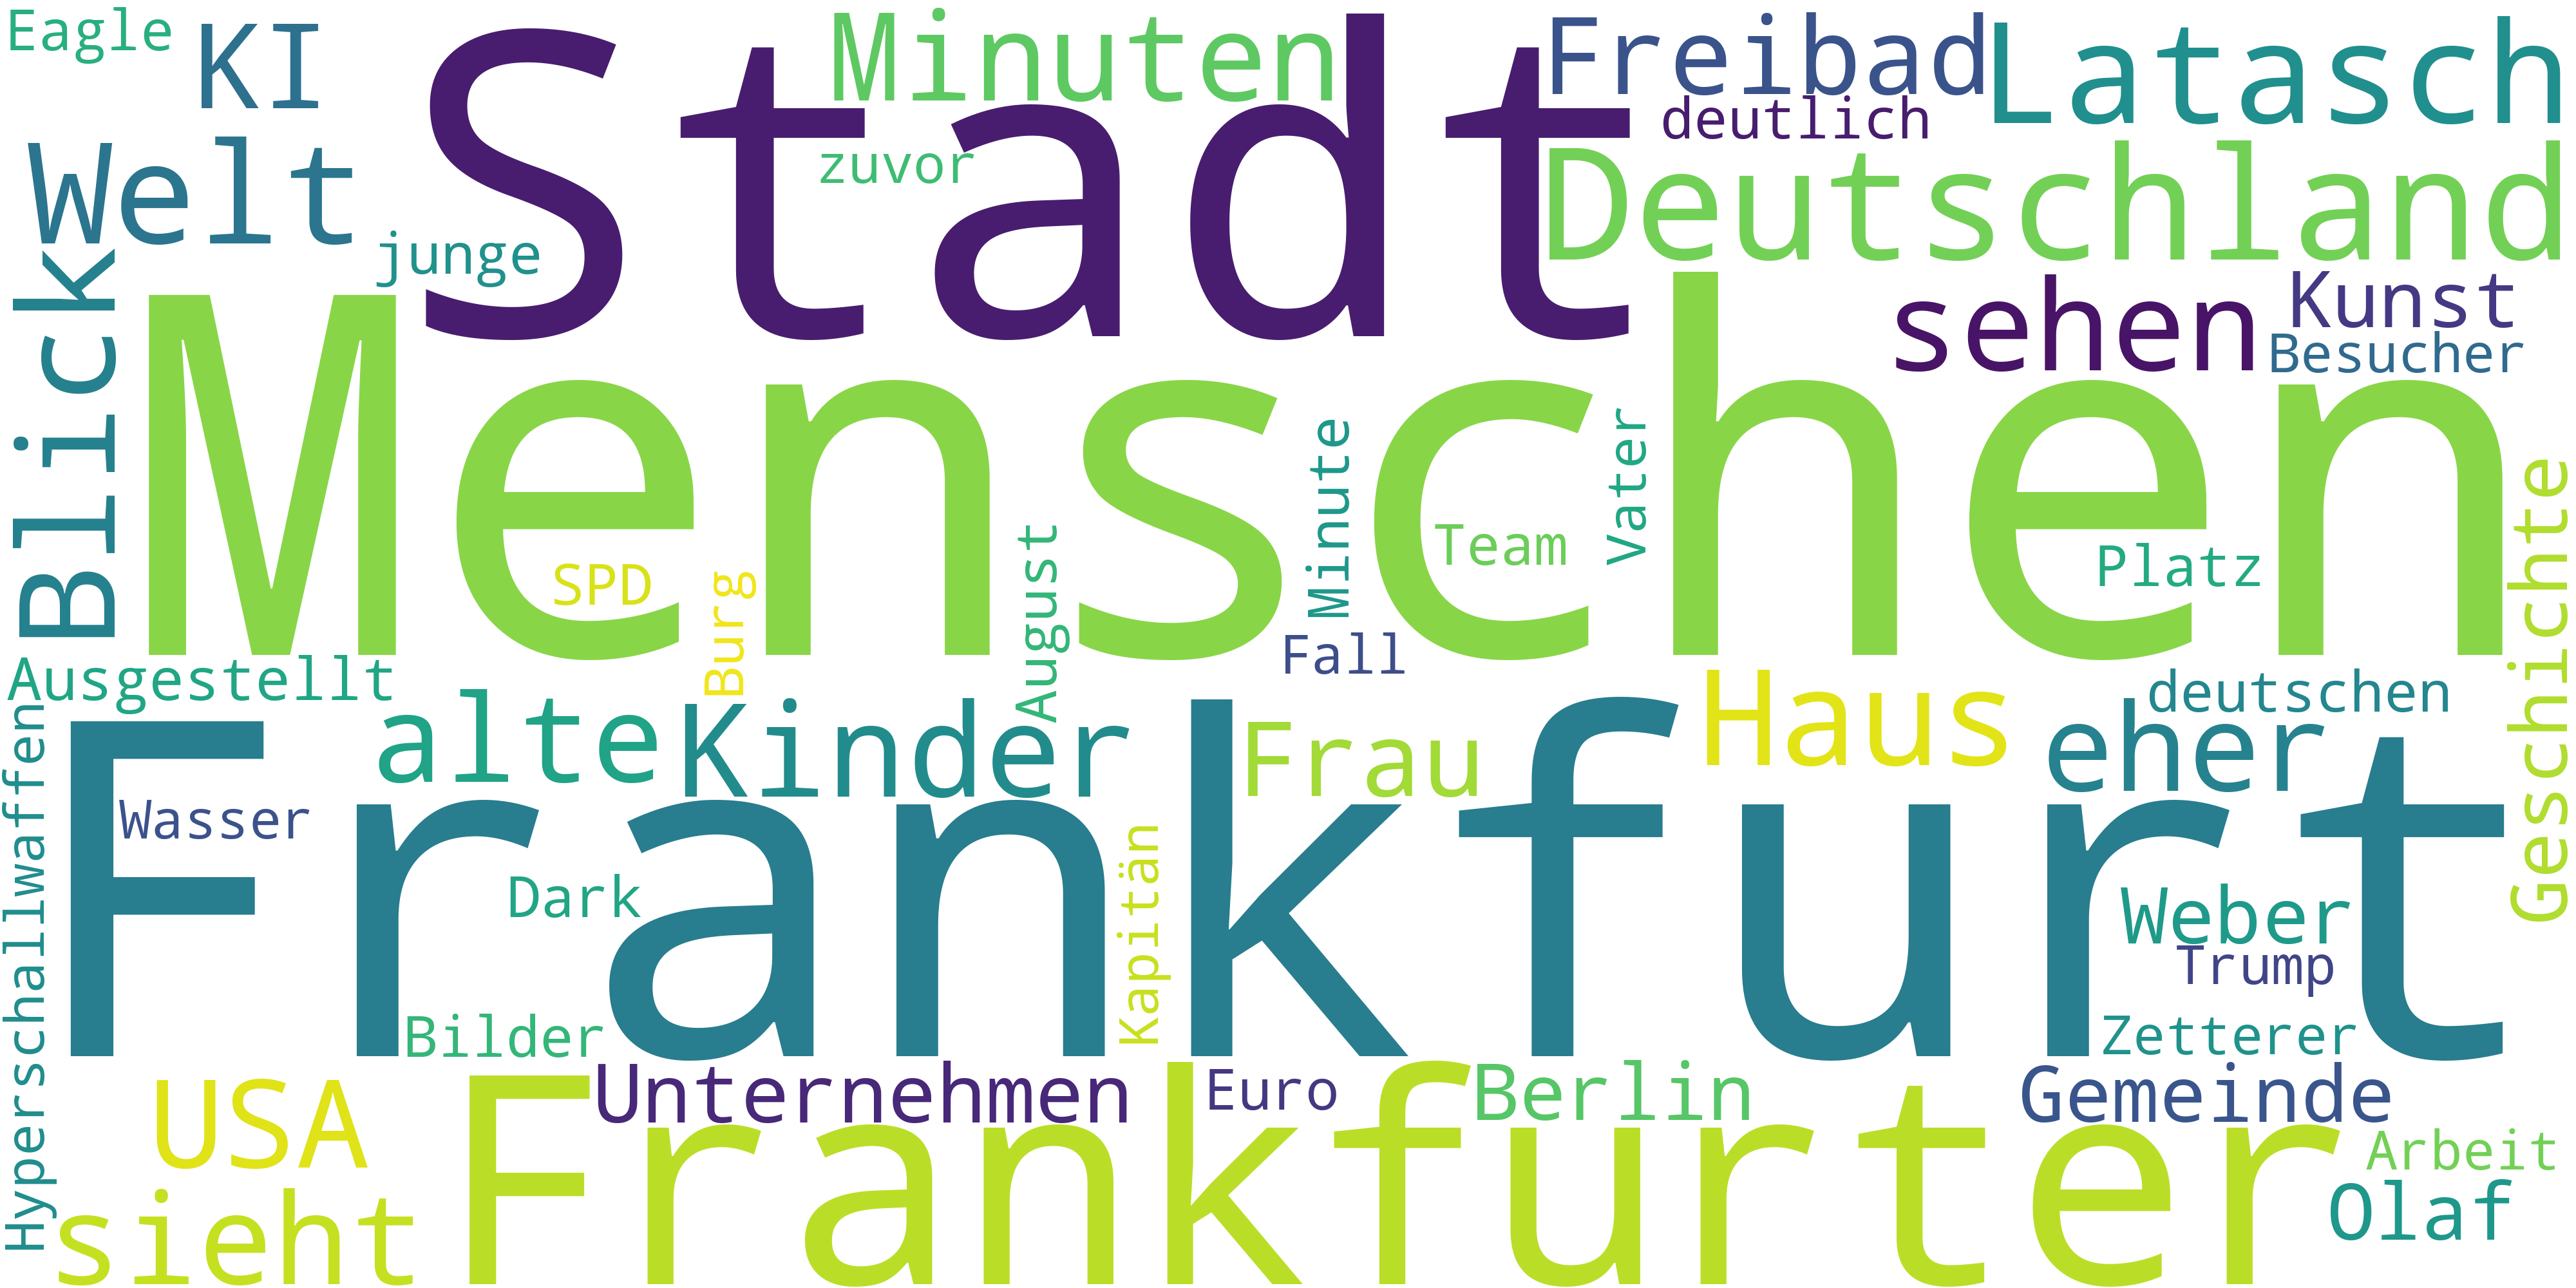 Eagle
KI
Stadt
Minuten
Freibad
Latasch
deutlich
Welt
zuvor
Deutschland
junge
Blick
Menschen
sehen
Kunst
Besucher
Minute
Vater
Team
SPD
Burg
August
Platz
Geschichte
Fall
Ausgestellt
alte
Kinder
Frau
Haus
eher
deutschen
Hyperschallwaffen
Frankfurt
Wasser
Dark
Kapitän
Weber
Trump
Bilder
Zetterer
USA
Unternehmen
Euro
Berlin
Gemeinde
sieht
Frankfurter
Arbeit
Olaf